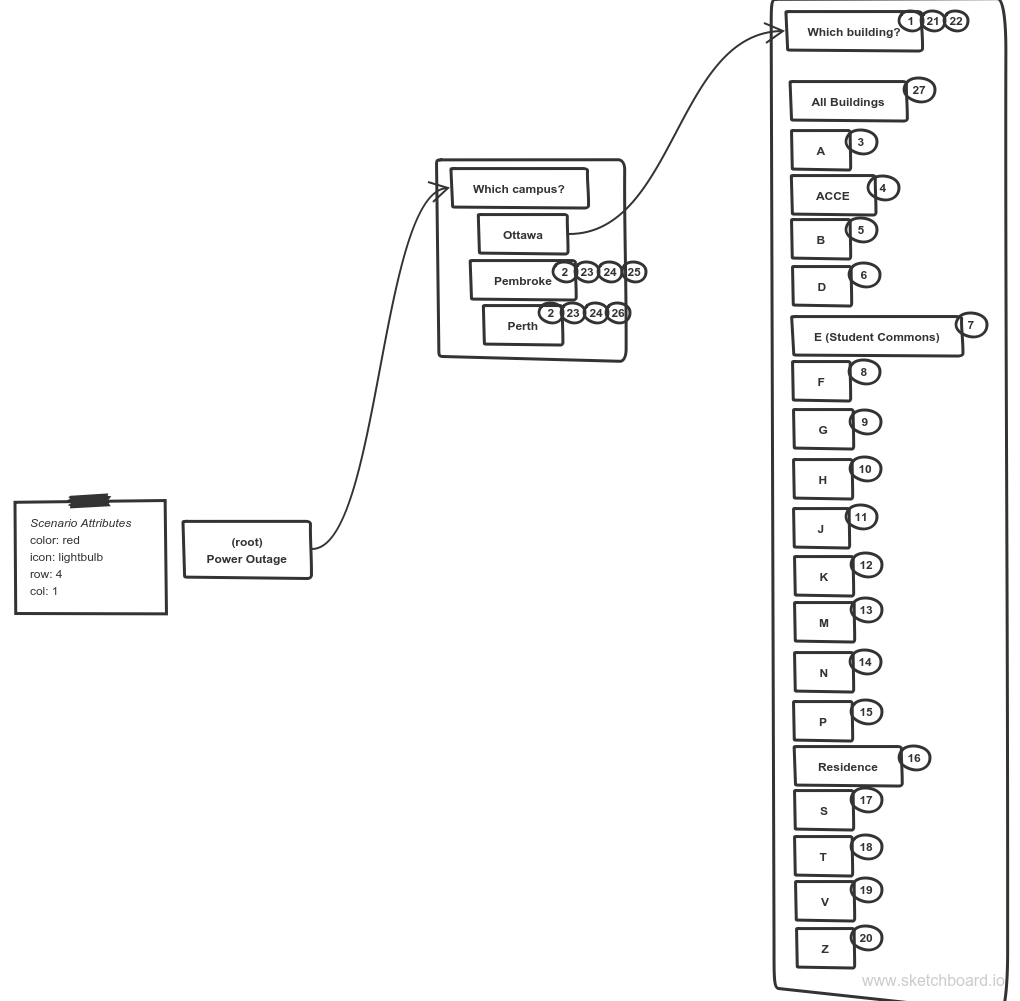 Which building? 1 21 22
All Buildings 27
A 3
ACCE 4
B 5
D 6
E (Student Commons) 7
F 8
G 9
H 10
J 11
K 12
M 13
N 14
P 15
Residence 16
S 17
T 18
V 19
Z 20
Which campus?
Ottawa
Pembroke 2 23 24 25
Perth 2 23 24 26
Scenario Attributes
color: red
icon: lightbulb
row: 4
col: 1
(root)
Power Outage
www.sketchboard.io